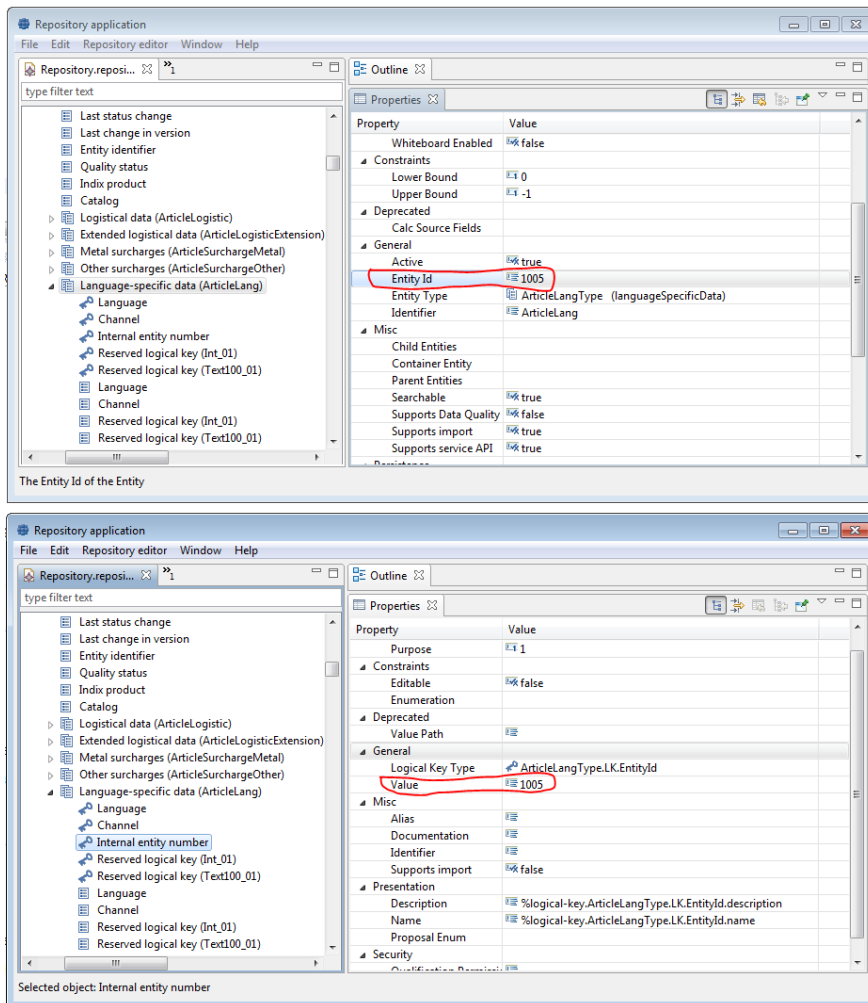 Repository application
File Edit Repository editor Window Help
Repository.reposi... »1
type filter text
Last status change
Last change in version
Entity identifier
Quality status
Indix product
Catalog
Logistical data (ArticleLogistic)
Extended logistical data (ArticleLogisticExtension)
Metal surcharges (ArticleSurchargeMetal)
Other surcharges (ArticleSurchargeOther)
Language-specific data (ArticleLang)
Language
Channel
Internal entity number
Reserved logical key (Int_01)
Reserved logical key (Text100_01)
Language
Channel
Reserved logical key (Int_01)
Reserved logical key (Text100_01)
Outline
Properties
Property Value
Whiteboard Enabled false
Constraints
Lower Bound 0
Upper Bound -1
Deprecated
Calc Source Fields
General
Active true
Entity Id 1005
Entity Type ArticleLangType (languageSpecificData)
Identifier ArticleLang
Misc
Child Entities
Container Entity
Parent Entities
Searchable true
Supports Data Quality false
Supports import true
Supports service API true
The Entity Id of the Entity
Repository application
File Edit Repository editor Window Help
Repository.reposi... »1
type filter text
Last status change
Last change in version
Entity identifier
Quality status
Indix product
Catalog
Logistical data (ArticleLogistic)
Extended logistical data (ArticleLogisticExtension)
Metal surcharges (ArticleSurchargeMetal)
Other surcharges (ArticleSurchargeOther)
Language-specific data (ArticleLang)
Language
Channel
Internal entity number
Reserved logical key (Int_01)
Reserved logical key (Text100_01)
Language
Channel
Reserved logical key (Int_01)
Reserved logical key (Text100_01)
Outline
Properties
Property Value
Purpose 1
Constraints
Editable false
Enumeration
Deprecated
Value Path
General
Logical Key Type ArticleLangType.LK.EntityId
Value 1005
Misc
Alias
Documentation
Identifier
Supports import false
Presentation
Description %logical-key.ArticleLangType.LK.EntityId.description
Name %logical-key.ArticleLangType.LK.EntityId.name
Proposal Enum
Security
Selected object: Internal entity number